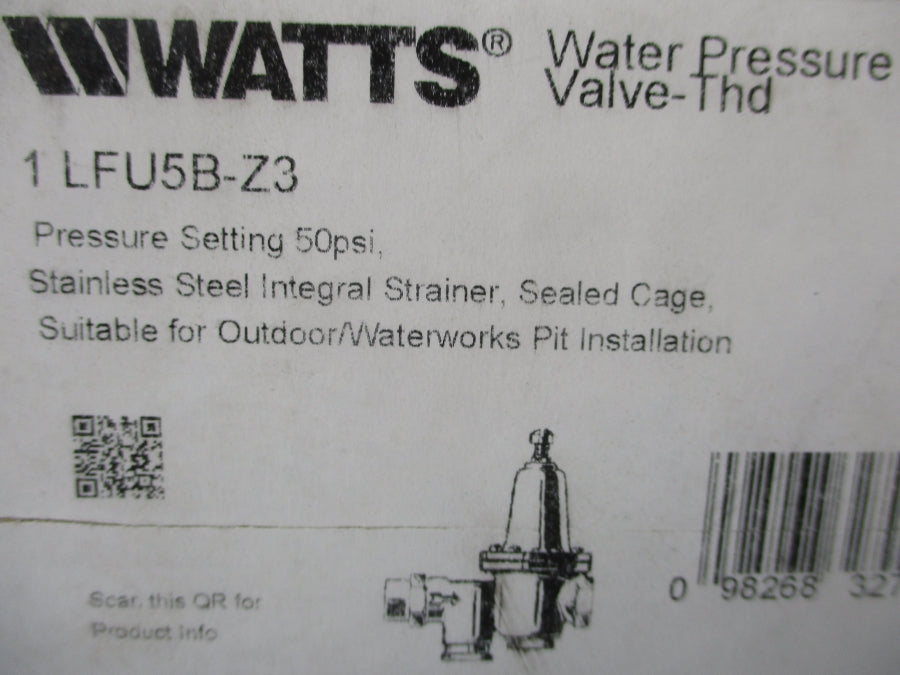 WATTS® Water Pressure
Valve-Thd
1 LFU5B-Z3
Pressure Setting 50psi,
Stainless Steel Integral Strainer, Sealed Cage,
Suitable for Outdoor/Waterworks Pit Installation
Scan this QR for
Product Info
0 98268 327